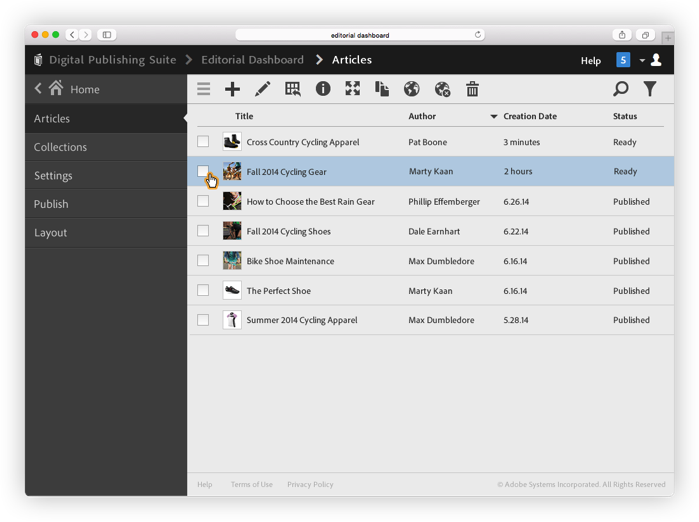 editorial dashboard
Digital Publishing Suite > Editorial Dashboard > Articles
Help 5
Home
Articles
Collections
Settings
Publish
Layout
Title Author Creation Date Status
Cross Country Cycling Apparel Pat Boone 3 minutes Ready
Fall 2014 Cycling Gear Marty Kaan 2 hours Ready
How to Choose the Best Rain Gear Phillip Effemberger 6.26.14 Published
Fall 2014 Cycling Shoes Dale Earnhart 6.22.14 Published
Bike Shoe Maintenance Max Dumbledore 6.16.14 Published
The Perfect Shoe Marty Kaan 6.16.14 Published
Summer 2014 Cycling Apparel Max Dumbledore 5.28.14 Published
Help Terms of Use Privacy Policy © Adobe Systems Incorporated. All Rights Reserved